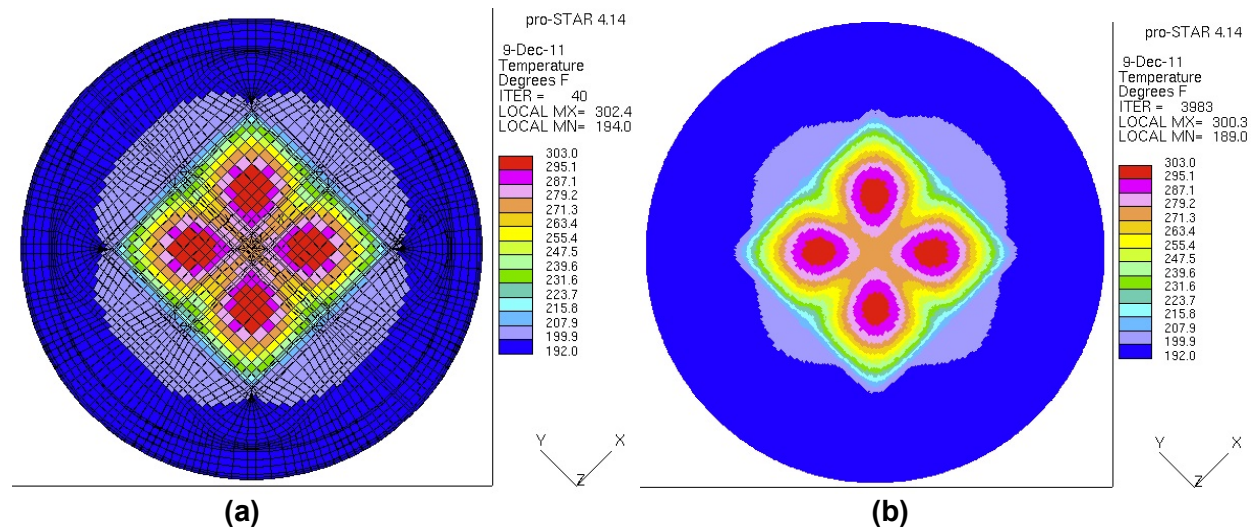 pro-STAR 4.14
9-Dec-11
Temperature
Degrees F
ITER = 40
LOCAL MX= 302.4
LOCAL MN= 194.0
303.0
295.1
287.1
279.2
271.3
263.4
255.4
247.5
239.6
231.6
223.7
215.8
207.9
199.9
192.0
Y
X
Z
(a)
pro-STAR 4.14
9-Dec-11
Temperature
Degrees F
ITER = 3983
LOCAL MX= 300.3
LOCAL MN= 189.0
303.0
295.1
287.1
279.2
271.3
263.4
255.4
247.5
239.6
231.6
223.7
215.8
207.9
199.9
192.0
Y
X
Z
(b)